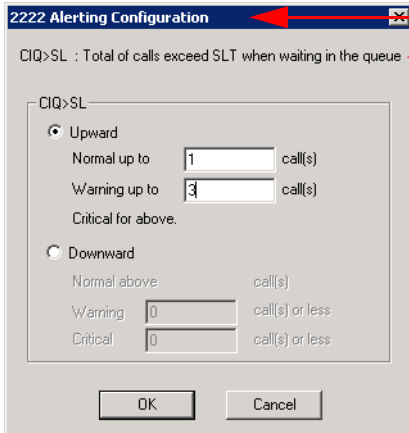 2222 Alerting Configuration
CIQ>SL : Total of calls exceed SLT when waiting in the queue
CIQ>SL
Upward
Normal up to 1 call(s)
Warning up to 3 call(s)
Critical for above.
Downward
Normal above call(s)
Warning 0 call(s) or less
Critical 0 call(s) or less
OK Cancel